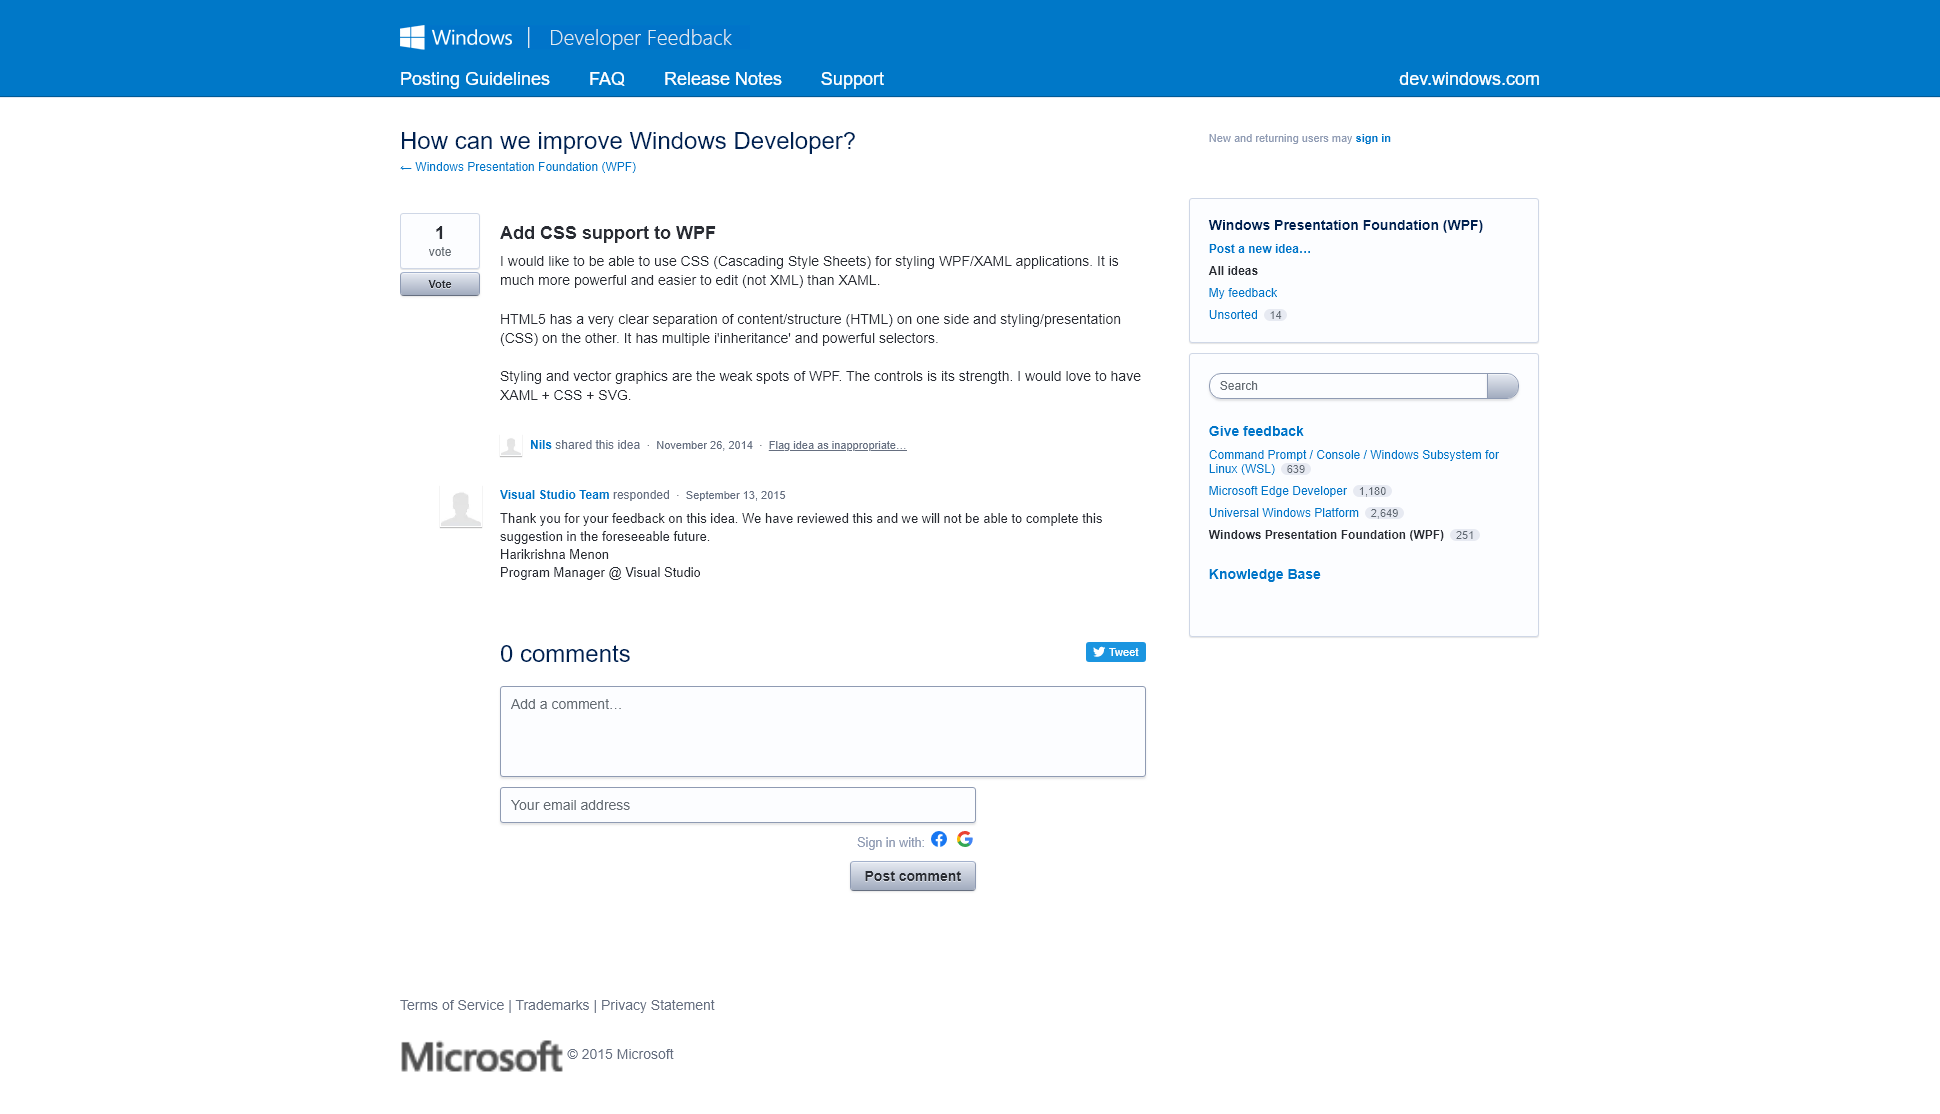 Windows | Developer Feedback
Posting Guidelines FAQ Release Notes Support dev.windows.com
How can we improve Windows Developer?
← Windows Presentation Foundation (WPF)
New and returning users may sign in
1
vote
Vote
Add CSS support to WPF
I would like to be able to use CSS (Cascading Style Sheets) for styling WPF/XAML applications. It is
much more powerful and easier to edit (not XML) than XAML.
HTML5 has a very clear separation of content/structure (HTML) on one side and styling/presentation
(CSS) on the other. It has multiple i'inheritance' and powerful selectors.
Styling and vector graphics are the weak spots of WPF. The controls is its strength. I would love to have
XAML + CSS + SVG.
Nils shared this idea · November 26, 2014 · Flag idea as inappropriate…
Visual Studio Team responded · September 13, 2015
Thank you for your feedback on this idea. We have reviewed this and we will not be able to complete this
suggestion in the foreseeable future.
Harikrishna Menon
Program Manager @ Visual Studio
0 comments
Tweet
Add a comment…
Your email address
Sign in with:
Post comment
Windows Presentation Foundation (WPF)
Post a new idea…
All ideas
My feedback
Unsorted 14
Search
Give feedback
Command Prompt / Console / Windows Subsystem for
Linux (WSL) 639
Microsoft Edge Developer 1,180
Universal Windows Platform 2,649
Windows Presentation Foundation (WPF) 251
Knowledge Base
Terms of Service | Trademarks | Privacy Statement
Microsoft © 2015 Microsoft